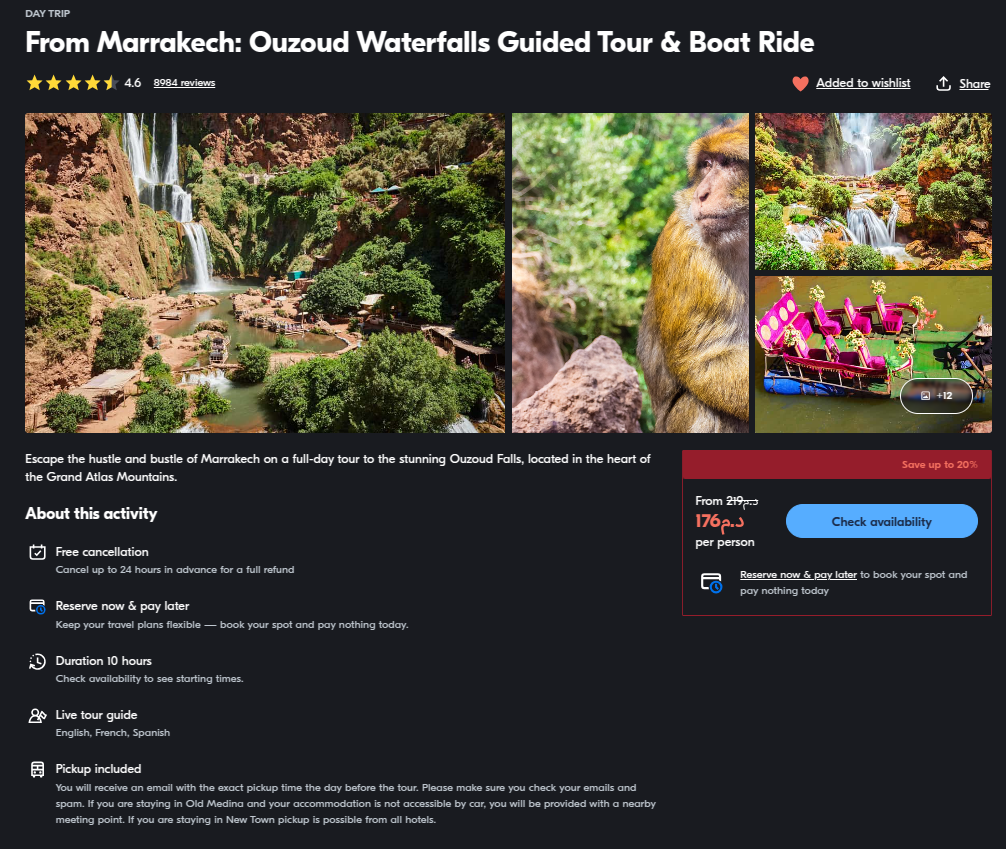 DAY TRIP
From Marrakech: Ouzoud Waterfalls Guided Tour & Boat Ride
4.6 8984 reviews
Added to wishlist
Share
+12
Escape the hustle and bustle of Marrakech on a full-day tour to the stunning Ouzoud Falls, located in the heart of
the Grand Atlas Mountains.
About this activity
Free cancellation
Cancel up to 24 hours in advance for a full refund
Reserve now & pay later
Keep your travel plans flexible — book your spot and pay nothing today.
Duration 10 hours
Check availability to see starting times.
Live tour guide
English, French, Spanish
Pickup included
You will receive an email with the exact pickup time the day before the tour. Please make sure you check your emails and
spam. If you are staying in Old Medina and your accommodation is not accessible by car, you will be provided with a nearby
meeting point. If you are staying in New Town pickup is possible from all hotels.
Save up to 20%
From 219د.م
176د.م
per person
Check availability
Reserve now & pay later to book your spot and
pay nothing today